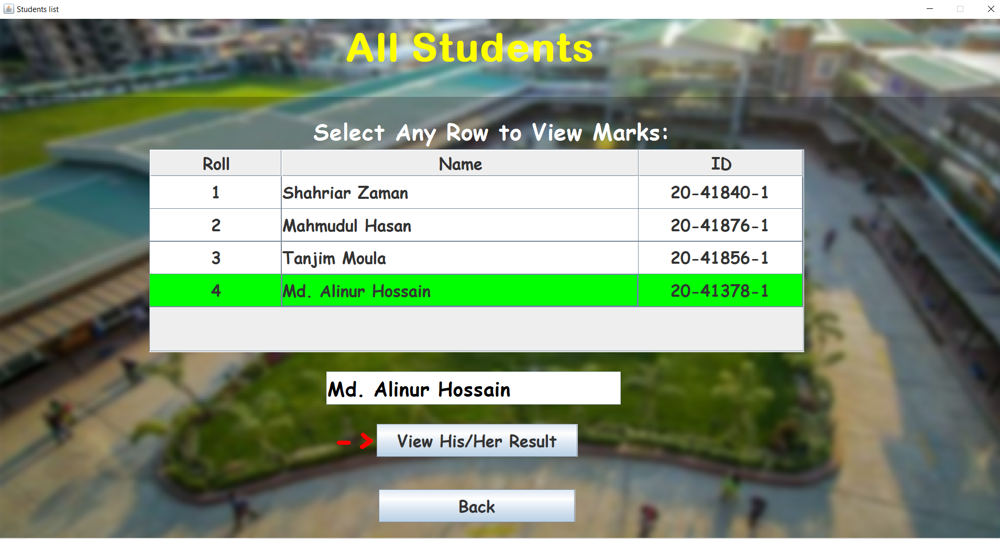 Students list
All Students
Select Any Row to View Marks:
Roll Name ID
1 Shahriar Zaman 20-41840-1
2 Mahmudul Hasan 20-41876-1
3 Tanjim Moula 20-41856-1
4 Md. Alinur Hossain 20-41378-1
Md. Alinur Hossain
-> View His/Her Result
Back